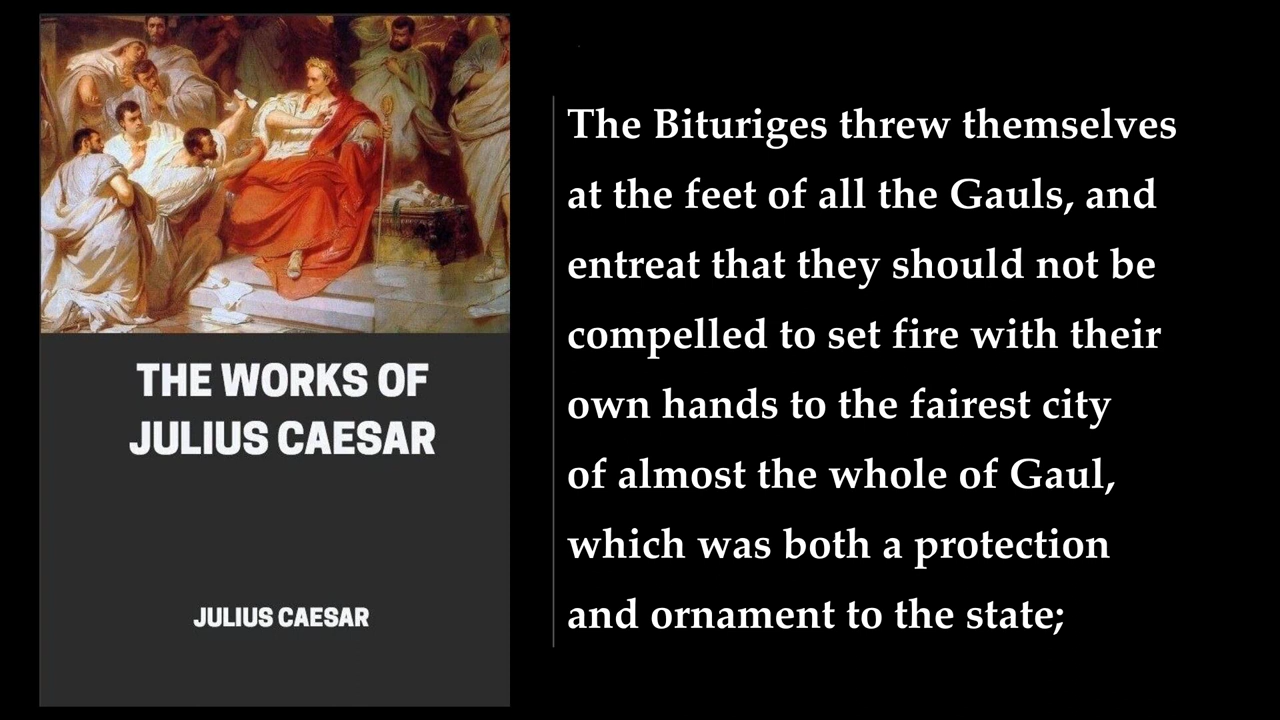 THE WORKS OF
JULIUS CAESAR
JULIUS CAESAR
The Bituriges threw themselves
at the feet of all the Gauls, and
entreat that they should not be
compelled to set fire with their
own hands to the fairest city
of almost the whole of Gaul,
which was both a protection
and ornament to the state;